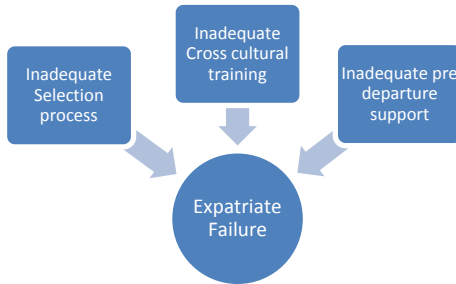 Inadequate
Selection
process
Inadequate
Cross cultural
training
Inadequate pre
departure
support
Expatriate
Failure